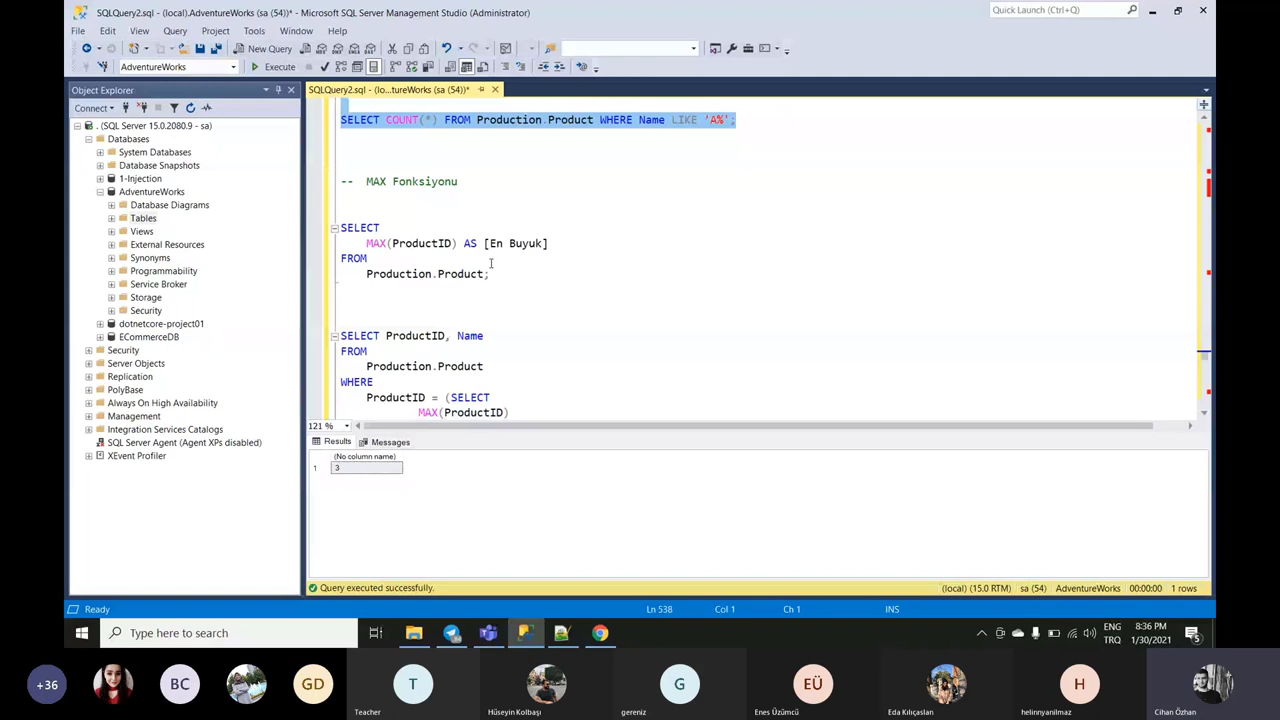 SQLQuery2.sql - (local).AdventureWorks (sa (54))* - Microsoft SQL Server Management Studio (Administrator)
Quick Launch (Ctrl+Q)
File Edit View Query Project Tools Window Help
New Query
AdventureWorks
Execute
Object Explorer
SQLQuery2.sql - (lo...tureWorks (sa (54))*
Connect
. (SQL Server 15.0.2080.9 - sa)
Databases
System Databases
Database Snapshots
1-Injection
AdventureWorks
Database Diagrams
Tables
Views
External Resources
Synonyms
Programmability
Service Broker
Storage
Security
dotnetcore-project01
ECommerceDB
Security
Server Objects
Replication
PolyBase
Always On High Availability
Management
Integration Services Catalogs
SQL Server Agent (Agent XPs disabled)
XEvent Profiler
SELECT COUNT(*) FROM Production.Product WHERE Name LIKE 'A%';
-- MAX Fonksiyonu
SELECT
MAX(ProductID) AS [En Buyuk]
FROM
Production.Product;
SELECT ProductID, Name
FROM
Production.Product
WHERE
ProductID = (SELECT
MAX(ProductID)
121 %
Results Messages
(No column name)
1 3
Query executed successfully.
(local) (15.0 RTM) sa (54) AdventureWorks 00:00:00 1 rows
Ready
Ln 538 Col 1 Ch 1 INS
Type here to search
ENG
TRQ
8:36 PM
1/30/2021
5
+36
BC
GD
T
G
EÜ
H
Teacher
Hüseyin Kolbaşı
gereniz
Enes Üzümcü
Eda Kılıçaslan
helinnyanilmaz
Cihan Özhan